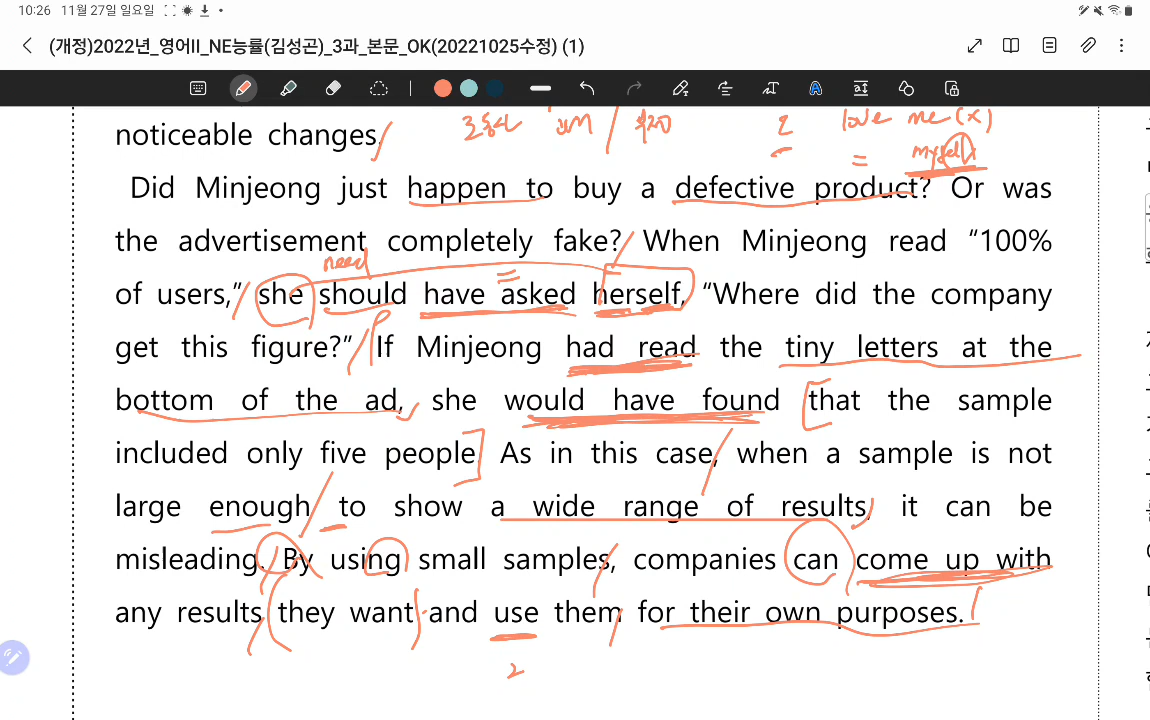 10:26 11월 27일 일요일
(개정)2022년_영어II_NE능률(김성곤)_3과_본문_OK(20221025수정) (1)
love me (x)
noticeable changes.
myself
Did Minjeong just happen to buy a defective product? Or was
the advertisement completely fake? When Minjeong read “100%
need
of users,” she should have asked herself, “Where did the company
get this figure?” If Minjeong had read the tiny letters at the
bottom of the ad, she would have found that the sample
included only five people. As in this case, when a sample is not
large enough to show a wide range of results, it can be
misleading. By using small samples, companies can come up with
any results they want and use them for their own purposes.
2